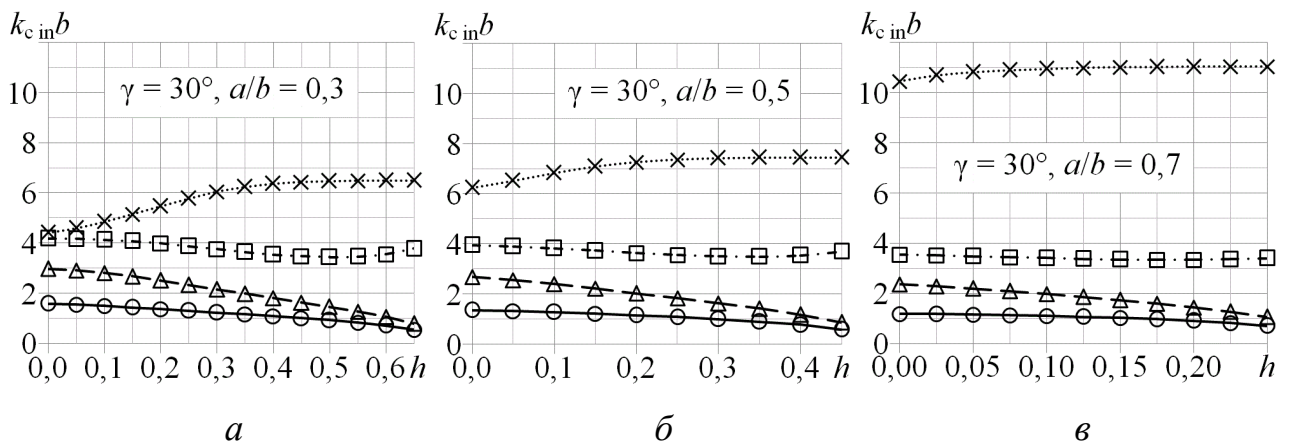 k_c in b
10
8
6
4
2
0
γ = 30°, a/b = 0,3
0,0 0,1 0,2 0,3 0,4 0,5 0,6 h
а
k_c in b
10
8
6
4
2
0
γ = 30°, a/b = 0,5
0,0 0,1 0,2 0,3 0,4 h
б
k_c in b
10
8
6
4
2
0
γ = 30°, a/b = 0,7
0,00 0,05 0,10 0,15 0,20 h
в